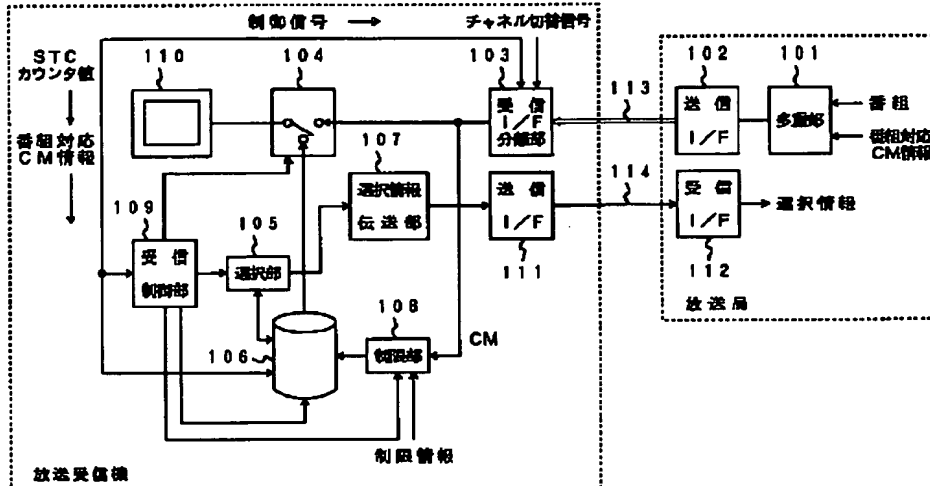 制御信号
チャネル切替信号
STC
カウンタ値
番組対応
CM情報
110
104
103
受信
I/F
分離部
113
102
送信
I/F
101
多重部
番組
番組対応
CM情報
107
選択情報
伝送部
送信
I/F
111
114
受信
I/F
112
選択情報
放送局
109
受信
制御部
105
選択部
106
108
制限部
CM
制限情報
放送受信機